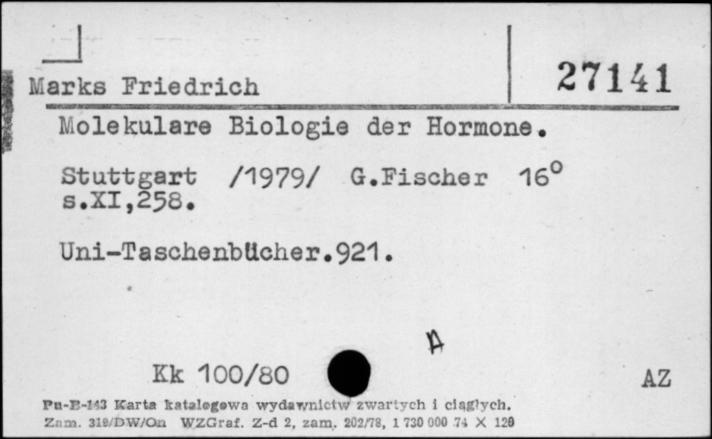 27141
Marks Friedrich
Molekulare Biologie der Hormone.
Stuttgart /1979/ G.Fischer 16°
s.XI,258.
Uni-Taschenbücher.921.
A
Kk 100/80
AZ
Pu-B-143 Karta katalogowa wydawnictw zwartych i ciągłych.
Zam. 319/DW/On WZGraf. Z-d 2, zam. 202/78, 1 730 000 74 X 120